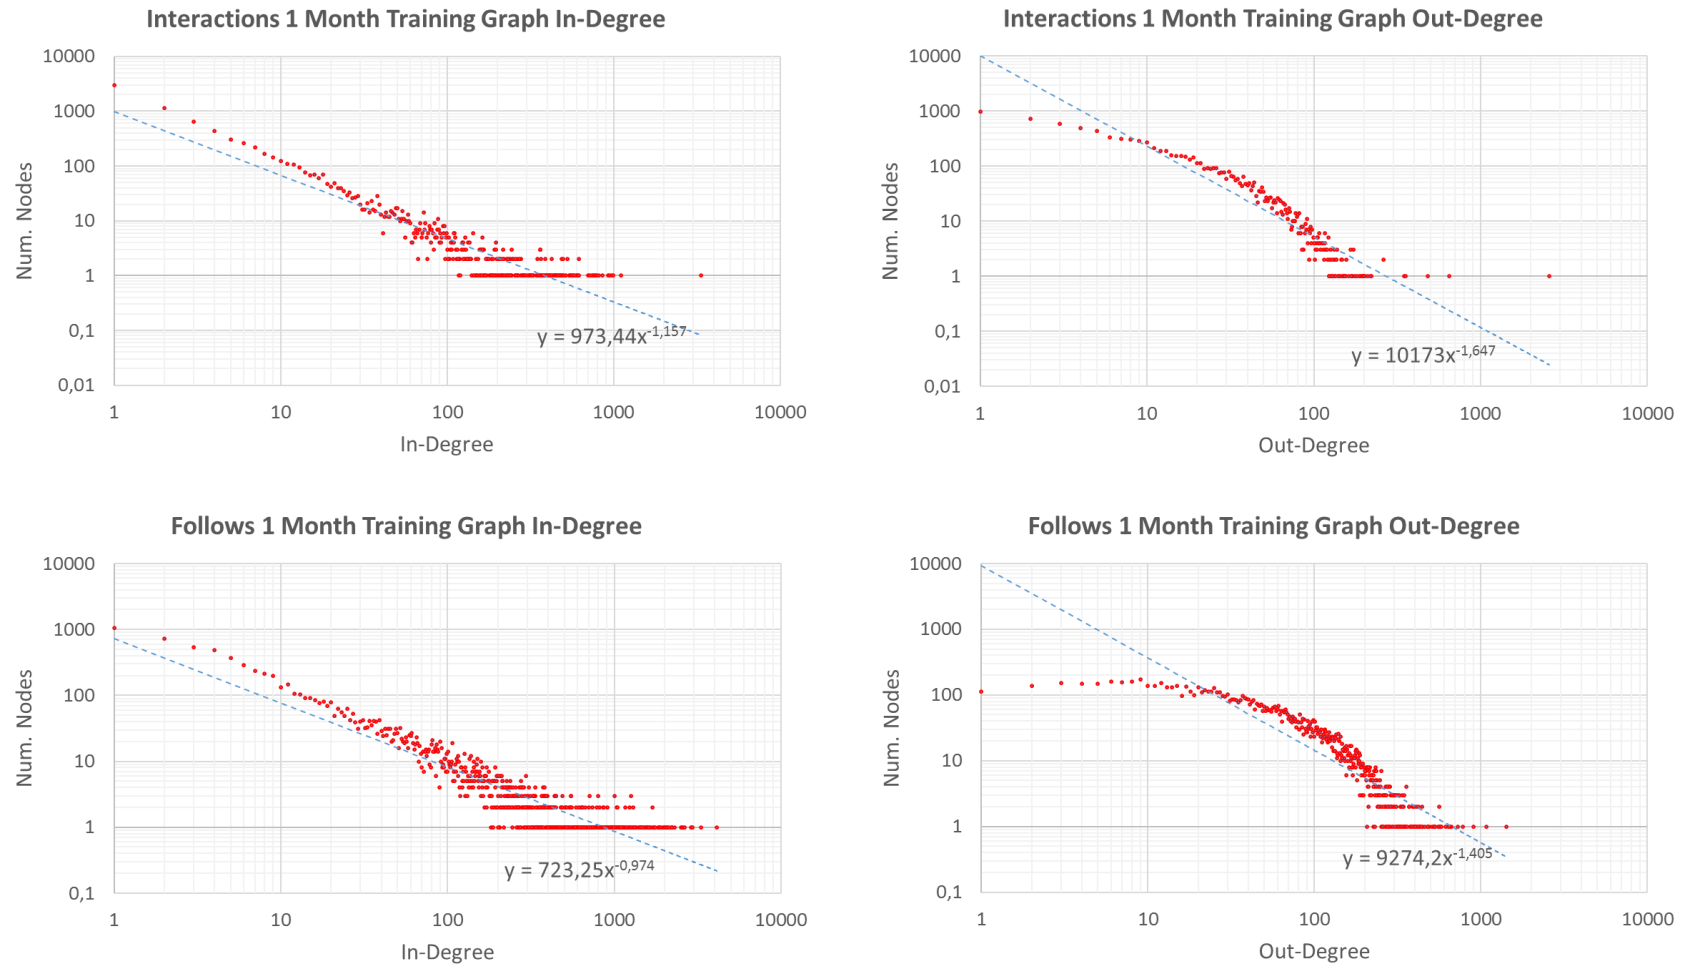 Interactions 1 Month Training Graph In-Degree
10000
1000
100
10
1
0,1
0,01
Num. Nodes
y = 973,44x-1,157
1 10 100 1000 10000
In-Degree
Interactions 1 Month Training Graph Out-Degree
10000
1000
100
10
1
0,1
0,01
Num. Nodes
y = 10173x-1,647
1 10 100 1000 10000
Out-Degree
Follows 1 Month Training Graph In-Degree
10000
1000
100
10
1
0,1
Num. Nodes
y = 723,25x-0,974
1 10 100 1000 10000
In-Degree
Follows 1 Month Training Graph Out-Degree
10000
1000
100
10
1
0,1
Num. Nodes
y = 9274,2x-1,405
1 10 100 1000 10000
Out-Degree